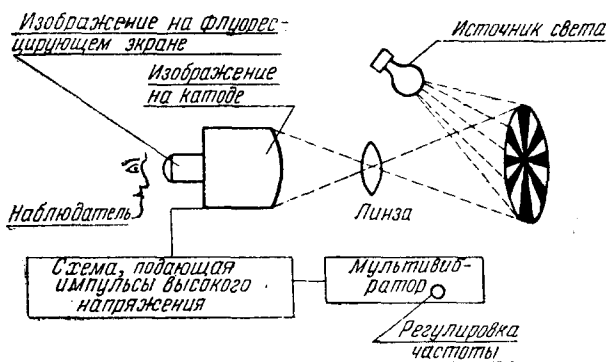 Изображение на флуорес-
цирующем экране
Источник света
Изображение
на катоде
Наблюдатель
Линза
Схема, подающая
импульсы высокого
напряжения
Мультивиб-
ратор
Регулировка
частоты